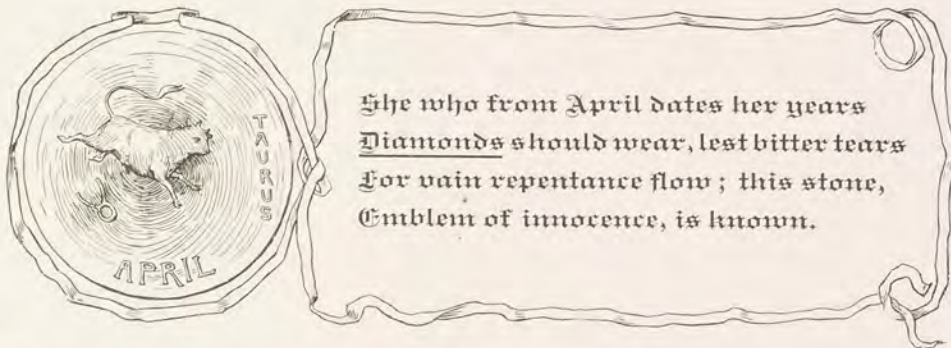 TAURUS
APRIL
She who from April dates her years
Diamonds should wear, lest bitter tears
For vain repentance flow; this stone,
Emblem of innocence, is known.